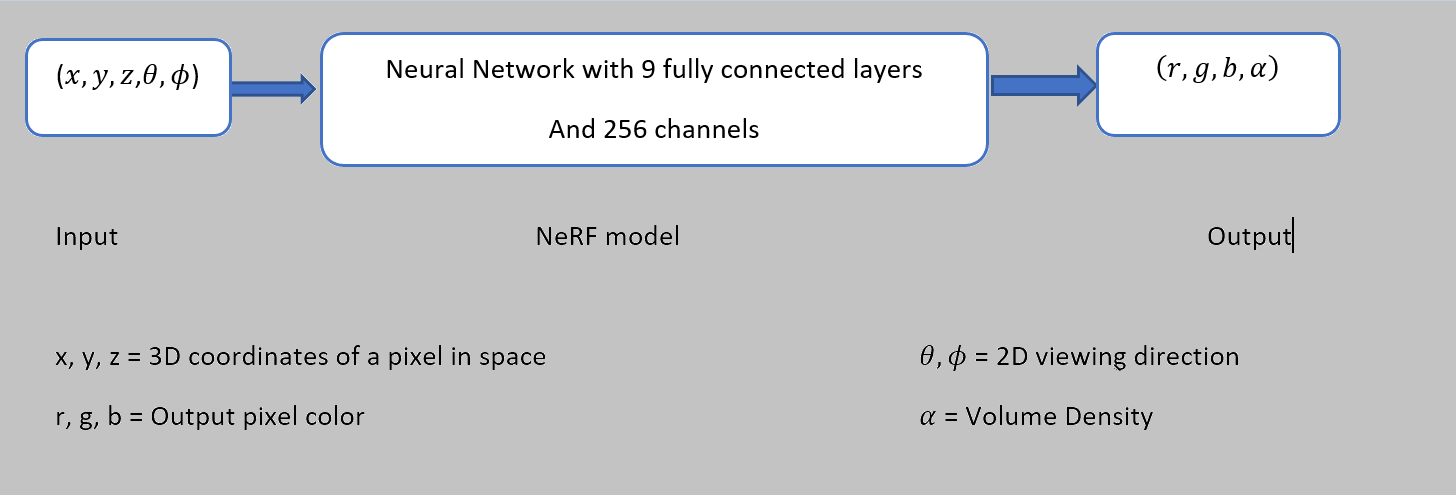 (x, y, z,θ, ϕ)
Neural Network with 9 fully connected layers
And 256 channels
(r, g, b, α)
Input
NeRF model
Output
x, y, z = 3D coordinates of a pixel in space
θ, ϕ = 2D viewing direction
r, g, b = Output pixel color
α = Volume Density